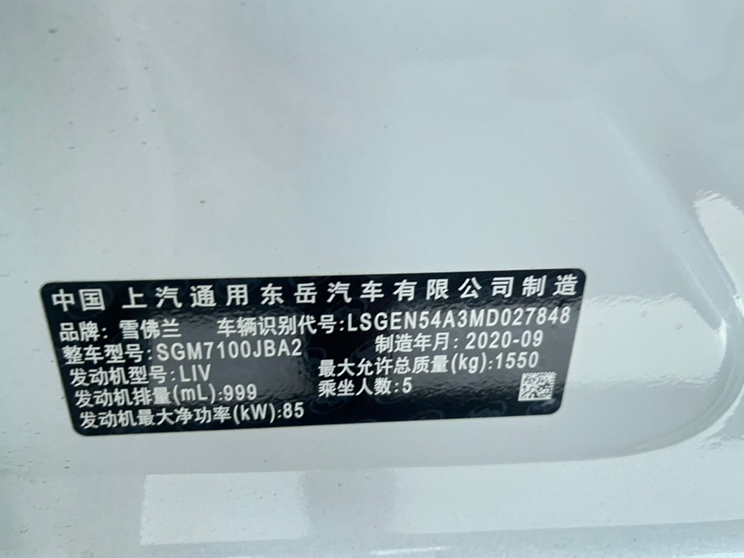 中国 上汽通用东岳汽车有限公司制造
品牌: 雪佛兰 车辆识别代号:LSGEN54A3MD027848
整车型号:SGM7100JBA2 制造年月: 2020-09
发动机型号:LIV 最大允许总质量(kg):1550
发动机排量(mL):999 乘坐人数:5
发动机最大净功率(kW):85